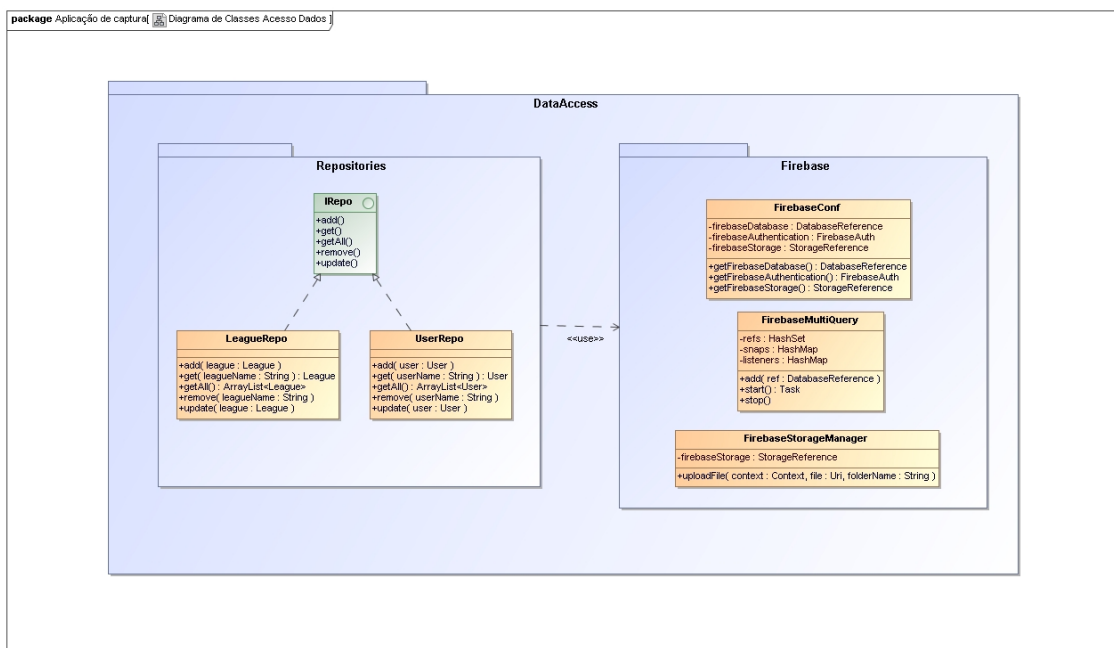 package Aplicação de captura[ Diagrama de Classes Acesso Dados ]
DataAccess
Repositories
IRepo
+add()
+get()
+getAll()
+remove()
+update()
LeagueRepo
+add( league : League )
+get( leagueName : String ) : League
+getAll() : ArrayList<League>
+remove( leagueName : String )
+update( league : League )
UserRepo
+add( user : User )
+get( userName : String ) : User
+getAll() : ArrayList<User>
+remove( userName : String )
+update( user : User )
<<use>>
Firebase
FirebaseConf
-firebaseDatabase : DatabaseReference
-firebaseAuthentication : FirebaseAuth
-firebaseStorage : StorageReference
+getFirebaseDatabase() : DatabaseReference
+getFirebaseAuthentication() : FirebaseAuth
+getFirebaseStorage() : StorageReference
FirebaseMultiQuery
-refs : HashSet
-snaps : HashMap
-listeners : HashMap
+add( ref : DatabaseReference )
+start() : Task
+stop()
FirebaseStorageManager
-firebaseStorage : StorageReference
+uploadFile( context : Context, file : Uri, folderName : String )